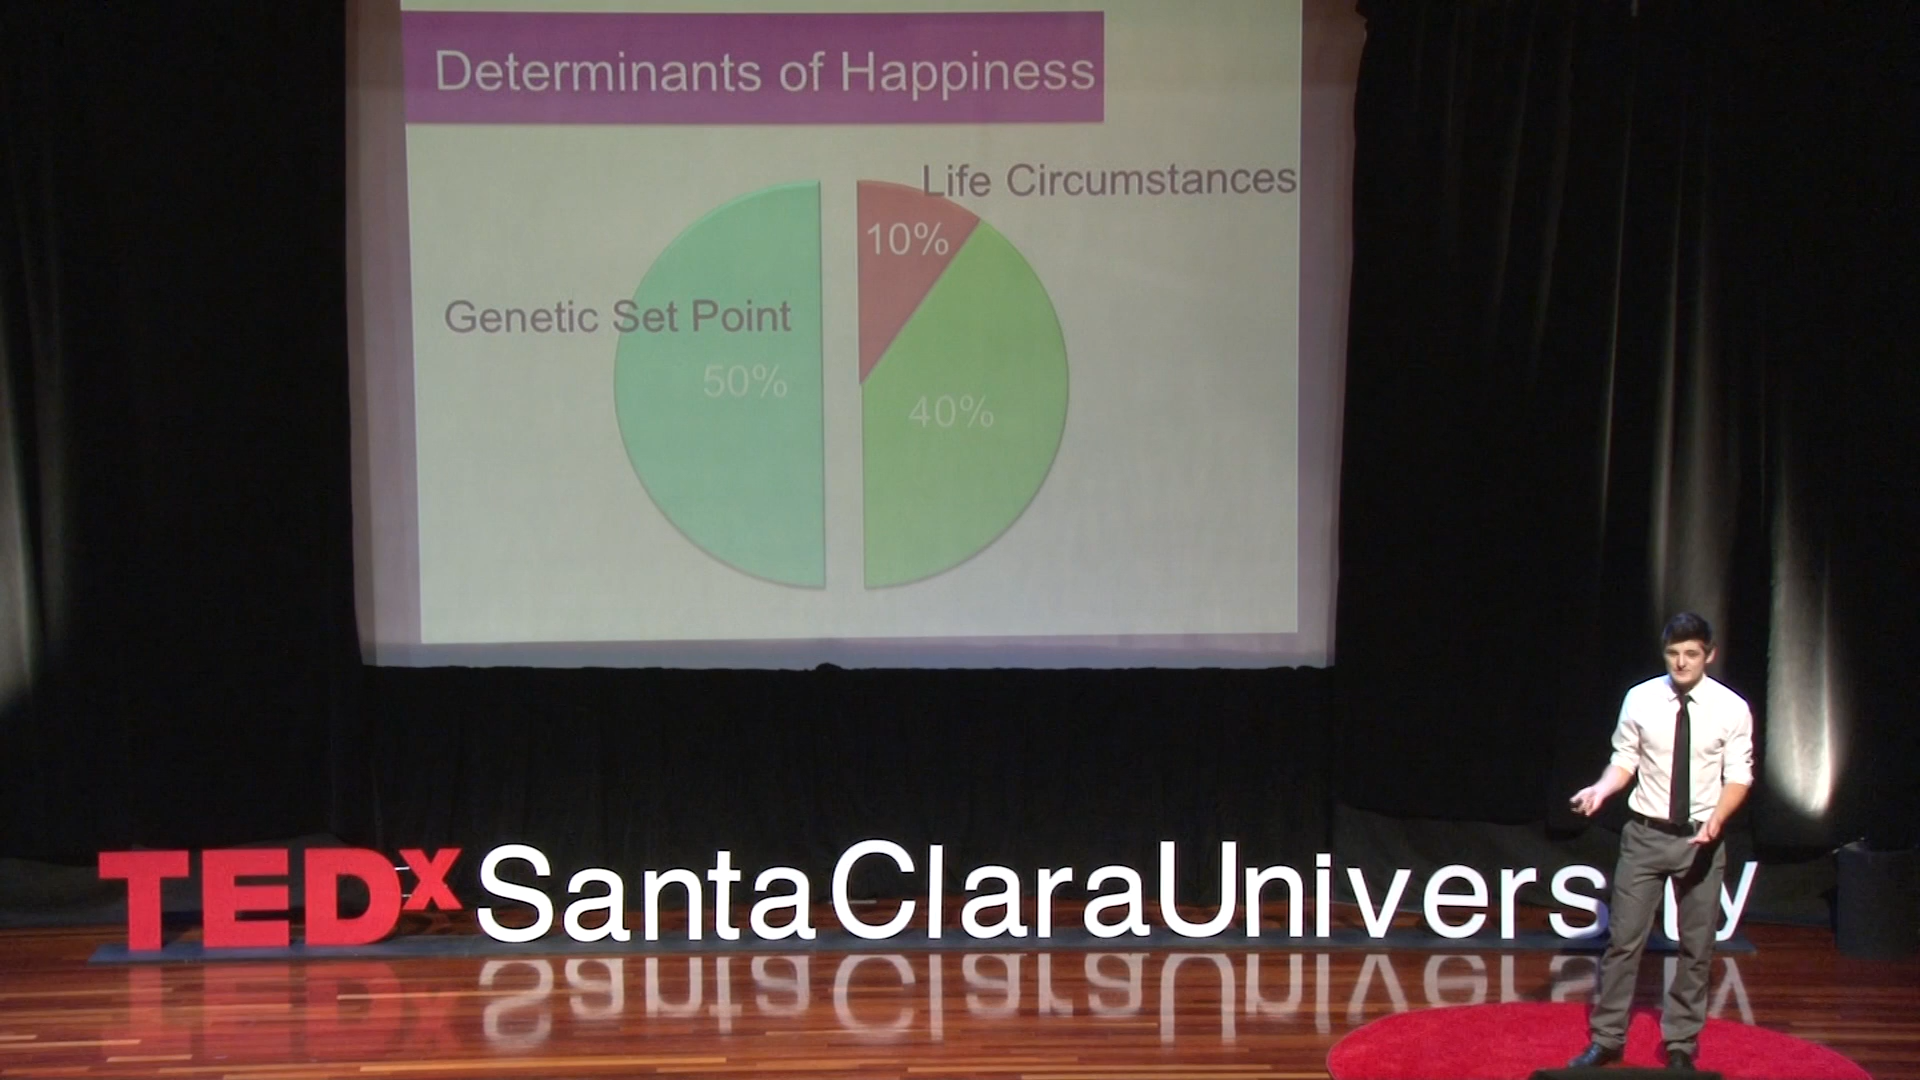 Determinants of Happiness
Life Circumstances
10%
Genetic Set Point
50%
40%
TEDx SantaClaraUniversity